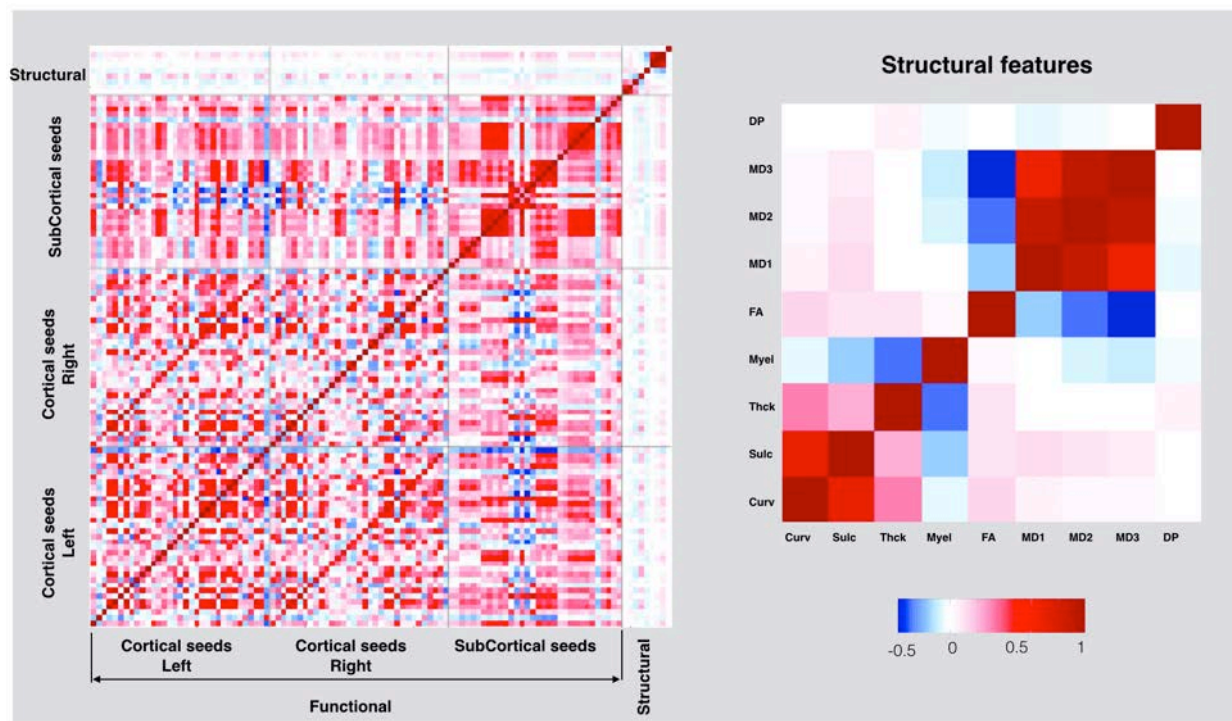 Structural
SubCortical seeds
Cortical seeds
Right
Cortical seeds
Left
Cortical seeds
Left
Cortical seeds
Right
SubCortical seeds
Structural
Functional
Structural features
DP
MD3
MD2
MD1
FA
Myel
Thck
Sulc
Curv
Curv Sulc Thck Myel FA MD1 MD2 MD3 DP
-0.5 0 0.5 1